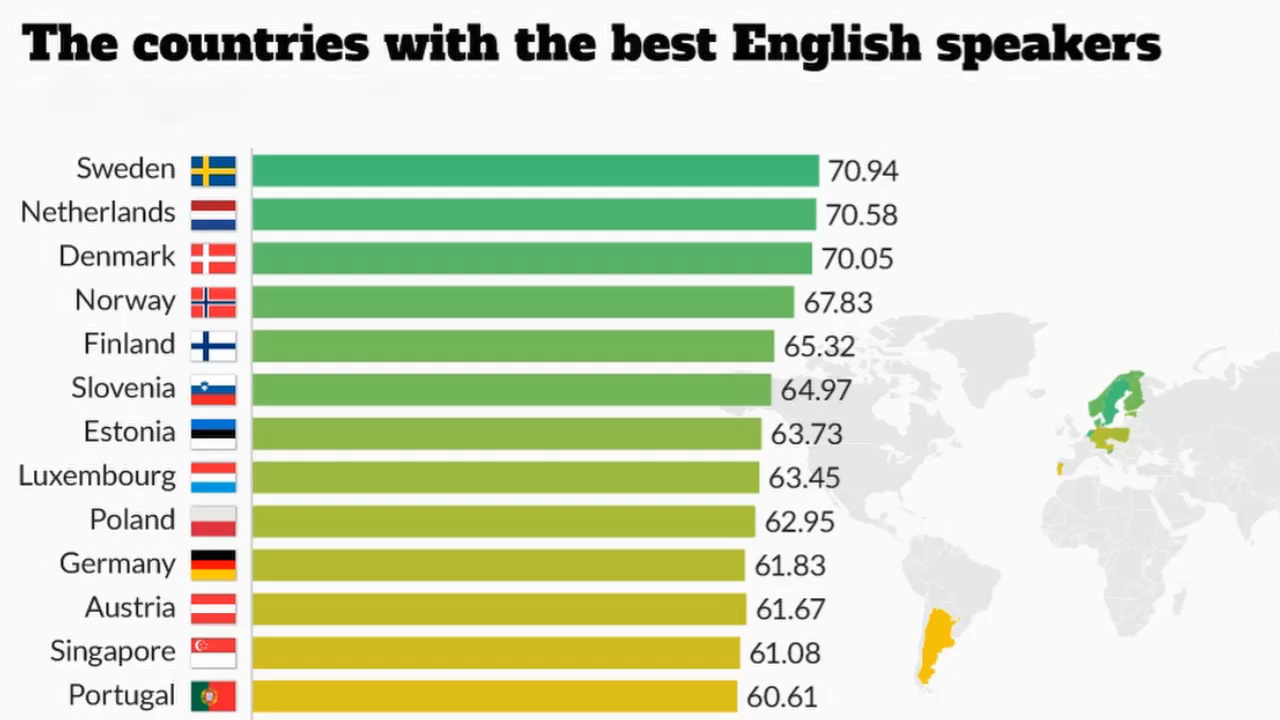 The countries with the best English speakers
Sweden 70.94
Netherlands 70.58
Denmark 70.05
Norway 67.83
Finland 65.32
Slovenia 64.97
Estonia 63.73
Luxembourg 63.45
Poland 62.95
Germany 61.83
Austria 61.67
Singapore 61.08
Portugal 60.61